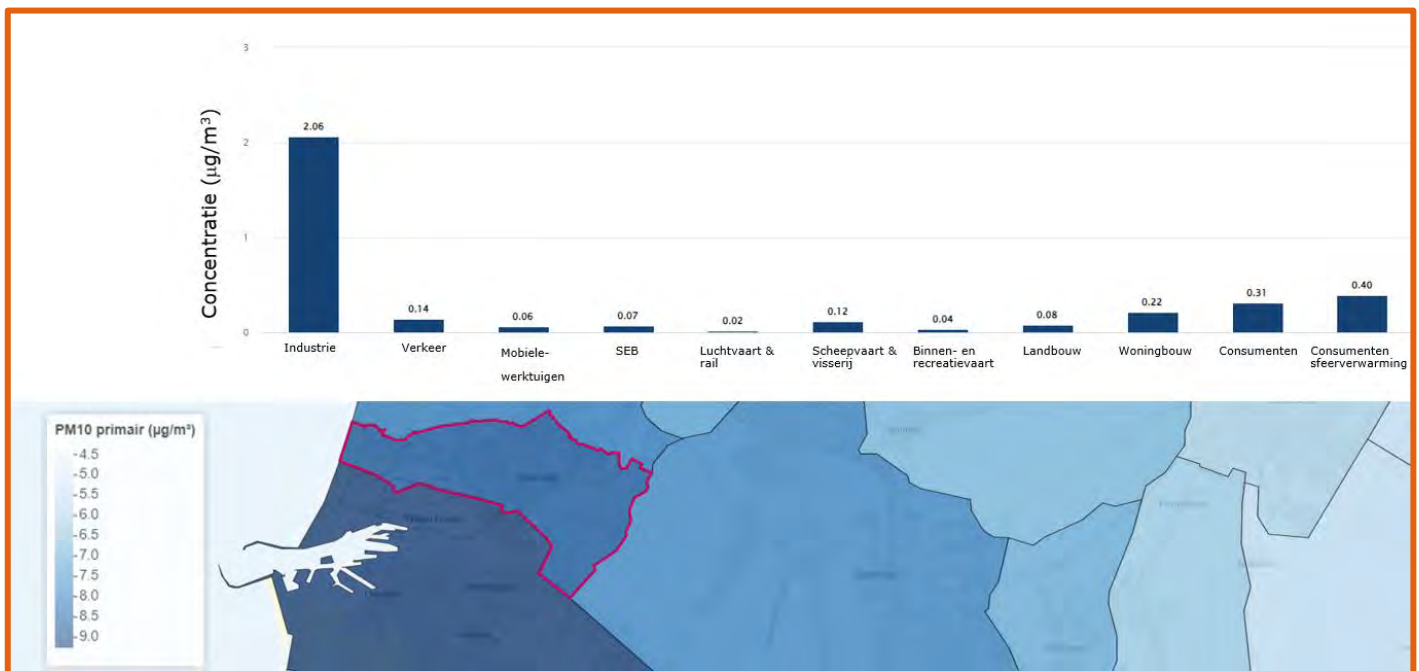 Concentratie (µg/m³)
3
2
1
0
2.06
0.14
0.06
0.07
0.02
0.12
0.04
0.08
0.22
0.31
0.40
Industrie
Verkeer
Mobiele-
werktuigen
SEB
Luchtvaart &
rail
Scheepvaart &
visserij
Binnen- en
recreatievaart
Landbouw
Woningbouw
Consumenten
Consumenten
sfeerverwarming
PM10 primair (µg/m³)
-4.5
-5.0
-5.5
-6.0
-6.5
-7.0
-7.5
-8.0
-8.5
-9.0